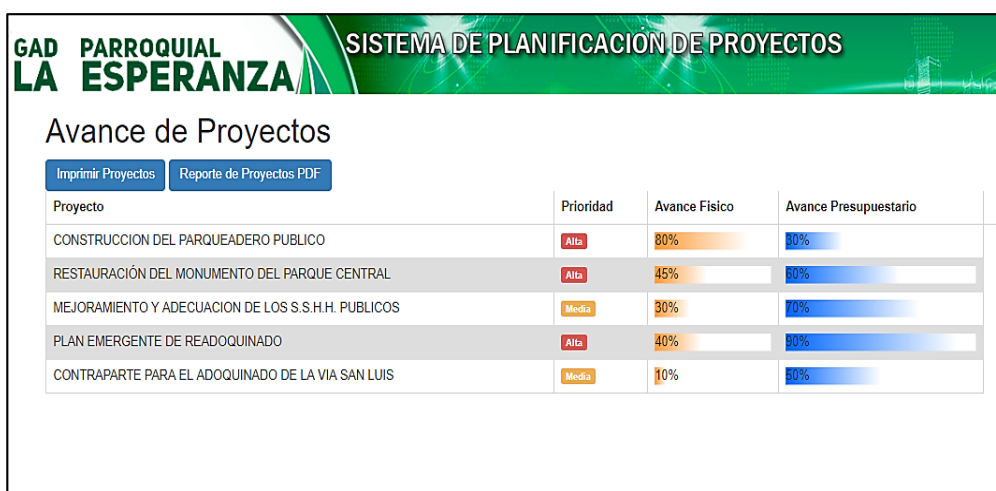 GAD PARROQUIAL
LA ESPERANZA
SISTEMA DE PLANIFICACIÓN DE PROYECTOS
Avance de Proyectos
Imprimir Proyectos Reporte de Proyectos PDF
Proyecto Prioridad Avance Fisico Avance Presupuestario
CONSTRUCCION DEL PARQUEADERO PUBLICO Alta 80% 30%
RESTAURACIÓN DEL MONUMENTO DEL PARQUE CENTRAL Alta 45% 60%
MEJORAMIENTO Y ADECUACION DE LOS S.S.H.H. PUBLICOS Media 30% 70%
PLAN EMERGENTE DE READOQUINADO Alta 40% 90%
CONTRAPARTE PARA EL ADOQUINADO DE LA VIA SAN LUIS Media 10% 50%